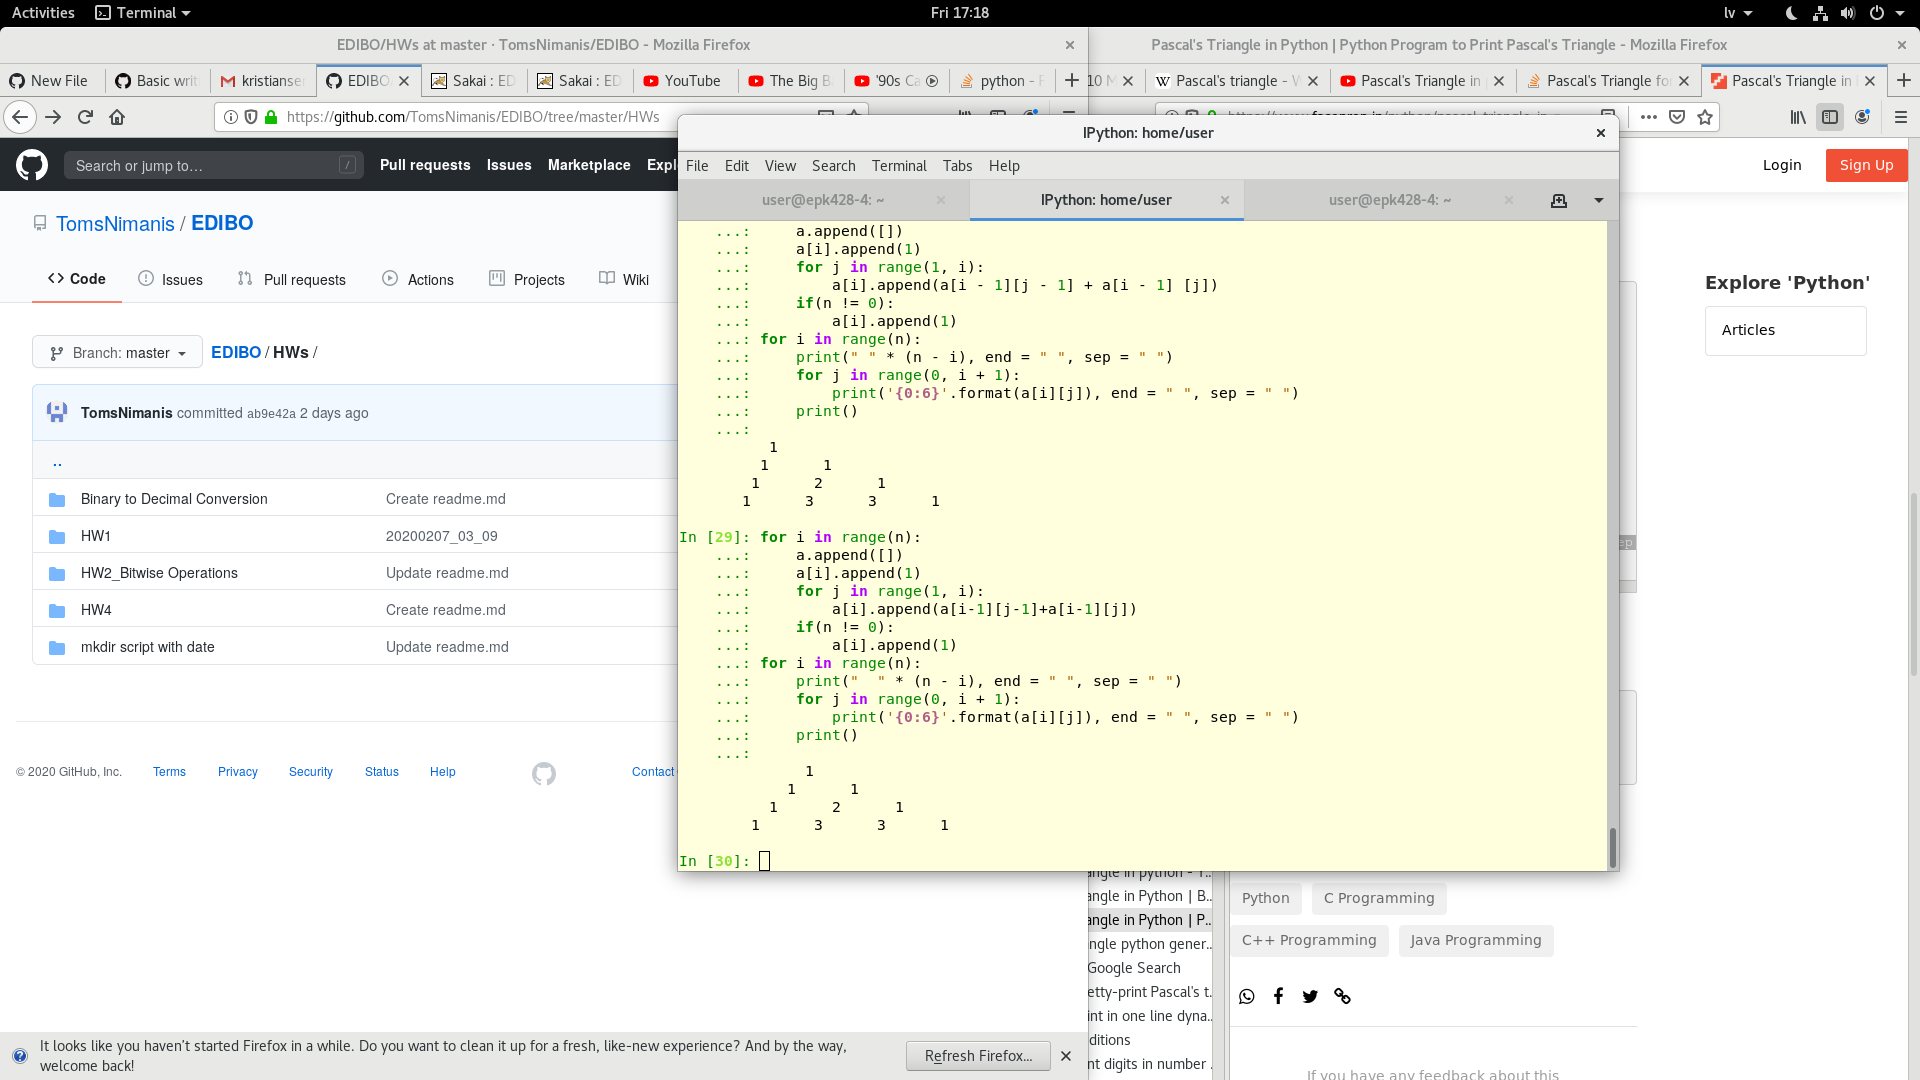 Activities Terminal Fri 17:18 lv
EDIBO/HWs at master · TomsNimanis/EDIBO - Mozilla Firefox
Pascal's Triangle in Python | Python Program to Print Pascal's Triangle - Mozilla Firefox
New File Basic writ kristianser EDIBO Sakai : ED Sakai : ED YouTube The Big B '90s Ca python -
10 M Pascal's triangle - Pascal's Triangle in Pascal's Triangle fo Pascal's Triangle in
https://github.com/TomsNimanis/EDIBO/tree/master/HWs
Search or jump to… /
Pull requests Issues Marketplace Expl
Login Sign Up
TomsNimanis / EDIBO
Code Issues Pull requests Actions Projects Wiki
Branch: master EDIBO / HWs /
TomsNimanis committed ab9e42a 2 days ago
..
Binary to Decimal Conversion Create readme.md
HW1 20200207_03_09
HW2_Bitwise Operations Update readme.md
HW4 Create readme.md
mkdir script with date Update readme.md
© 2020 GitHub, Inc. Terms Privacy Security Status Help Contact
It looks like you haven't started Firefox in a while. Do you want to clean it up for a fresh, like-new experience? And by the way,
welcome back!
Refresh Firefox...
IPython: home/user
File Edit View Search Terminal Tabs Help
user@epk428-4: ~ IPython: home/user user@epk428-4: ~
...:     a.append([])
...:     a[i].append(1)
...:     for j in range(1, i):
...:         a[i].append(a[i - 1][j - 1] + a[i - 1] [j])
...:     if(n != 0):
...:         a[i].append(1)
...: for i in range(n):
...:     print(" " * (n - i), end = " ", sep = " ")
...:     for j in range(0, i + 1):
...:         print('{0:6}'.format(a[i][j]), end = " ", sep = " ")
...:     print()
...:
1
1 1
1 2 1
1 3 3 1
In [29]: for i in range(n):
...:     a.append([])
...:     a[i].append(1)
...:     for j in range(1, i):
...:         a[i].append(a[i-1][j-1]+a[i-1][j])
...:     if(n != 0):
...:         a[i].append(1)
...: for i in range(n):
...:     print("  " * (n - i), end = " ", sep = " ")
...:     for j in range(0, i + 1):
...:         print('{0:6}'.format(a[i][j]), end = " ", sep = " ")
...:     print()
...:
1
1 1
1 2 1
1 3 3 1
In [30]:
Explore 'Python'
Articles
angle in Python | B..
angle in Python | P..
ngle python gener..
Google Search
etty-print Pascal's t..
int in one line dyna..
ditions
nt digits in number .
Python C Programming
C++ Programming Java Programming
If you have any feedback about this